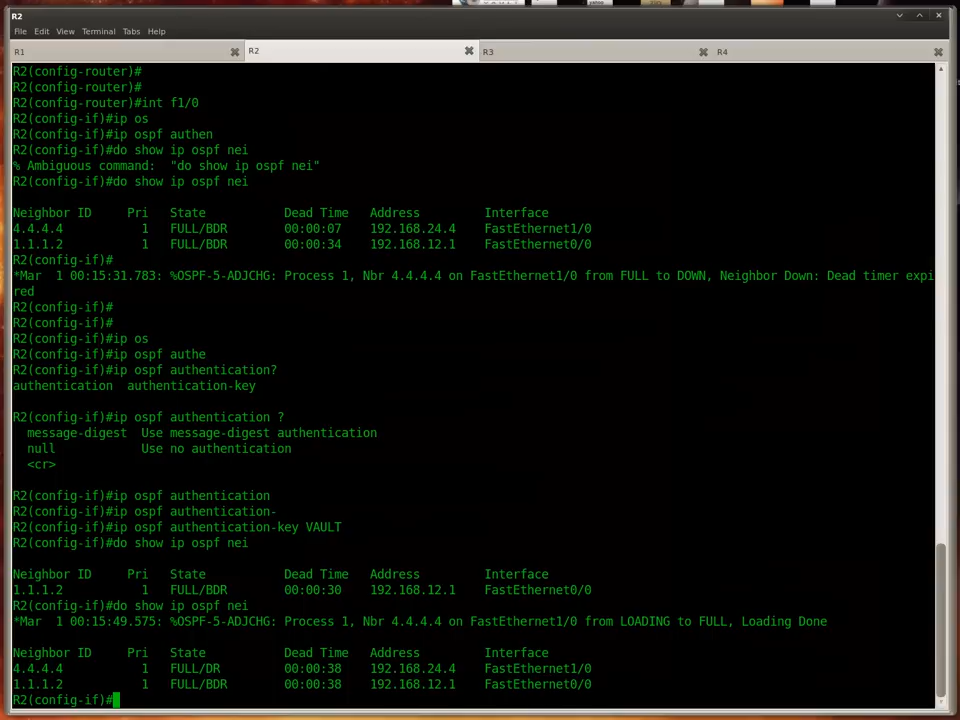 R2
File Edit View Terminal Tabs Help
R1 R2 R3 R4
R2(config-router)#
R2(config-router)#
R2(config-router)#int f1/0
R2(config-if)#ip os
R2(config-if)#ip ospf authen
R2(config-if)#do show ip ospf nei
% Ambiguous command:  "do show ip ospf nei"
R2(config-if)#do show ip ospf nei
Neighbor ID     Pri   State           Dead Time   Address         Interface
4.4.4.4           1   FULL/BDR        00:00:07    192.168.24.4    FastEthernet1/0
1.1.1.2           1   FULL/BDR        00:00:34    192.168.12.1    FastEthernet0/0
R2(config-if)#
*Mar  1 00:15:31.783: %OSPF-5-ADJCHG: Process 1, Nbr 4.4.4.4 on FastEthernet1/0 from FULL to DOWN, Neighbor Down: Dead timer expi
red
R2(config-if)#
R2(config-if)#
R2(config-if)#ip os
R2(config-if)#ip ospf authe
R2(config-if)#ip ospf authentication?
authentication  authentication-key
R2(config-if)#ip ospf authentication ?
  message-digest  Use message-digest authentication
  null            Use no authentication
  <cr>
R2(config-if)#ip ospf authentication
R2(config-if)#ip ospf authentication-
R2(config-if)#ip ospf authentication-key VAULT
R2(config-if)#do show ip ospf nei
Neighbor ID     Pri   State           Dead Time   Address         Interface
1.1.1.2           1   FULL/BDR        00:00:30    192.168.12.1    FastEthernet0/0
R2(config-if)#do show ip ospf nei
*Mar  1 00:15:49.575: %OSPF-5-ADJCHG: Process 1, Nbr 4.4.4.4 on FastEthernet1/0 from LOADING to FULL, Loading Done
Neighbor ID     Pri   State           Dead Time   Address         Interface
4.4.4.4           1   FULL/DR         00:00:38    192.168.24.4    FastEthernet1/0
1.1.1.2           1   FULL/BDR        00:00:38    192.168.12.1    FastEthernet0/0
R2(config-if)#